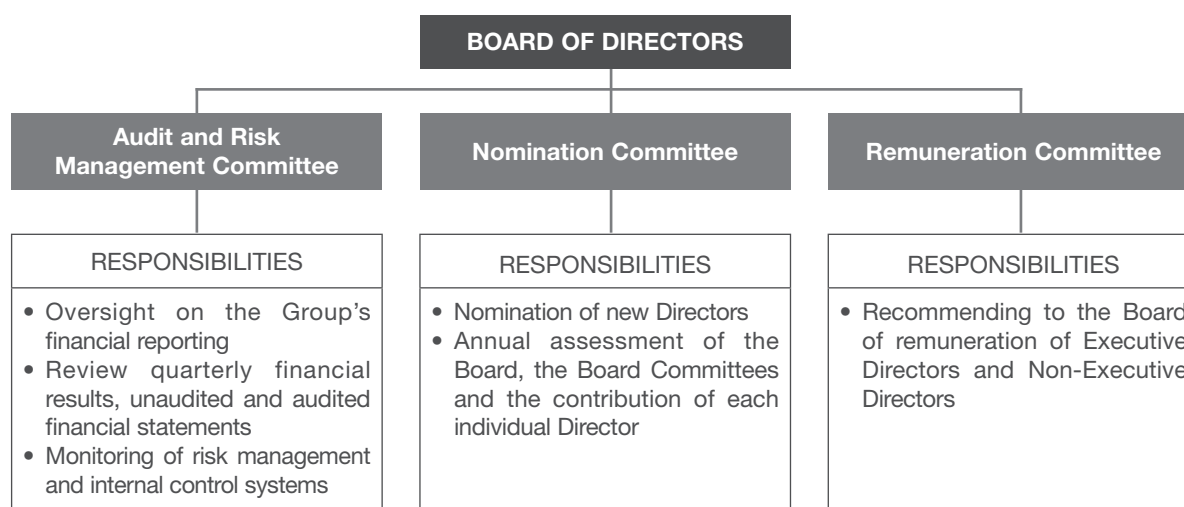 BOARD OF DIRECTORS
Audit and Risk
Management Committee
Nomination Committee
Remuneration Committee
RESPONSIBILITIES
• Oversight on the Group’s
financial reporting
• Review quarterly financial
results, unaudited and audited
financial statements
• Monitoring of risk management
and internal control systems
RESPONSIBILITIES
• Nomination of new Directors
• Annual assessment of the
Board, the Board Committees
and the contribution of each
individual Director
RESPONSIBILITIES
• Recommending to the Board
of remuneration of Executive
Directors and Non-Executive
Directors